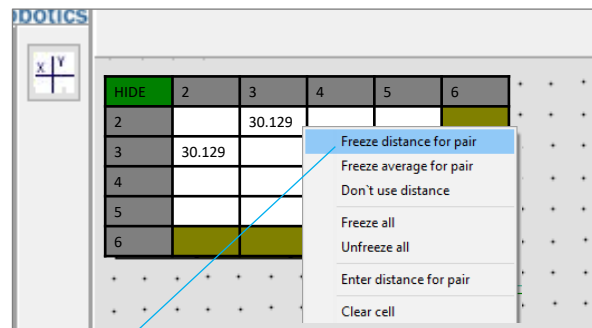 obotics
X Y
HIDE 2 3 4 5 6
2 30.129
3 30.129
4
5
6
Freeze distance for pair
Freeze average for pair
Don`t use distance
Freeze all
Unfreeze all
Enter distance for pair
Clear cell